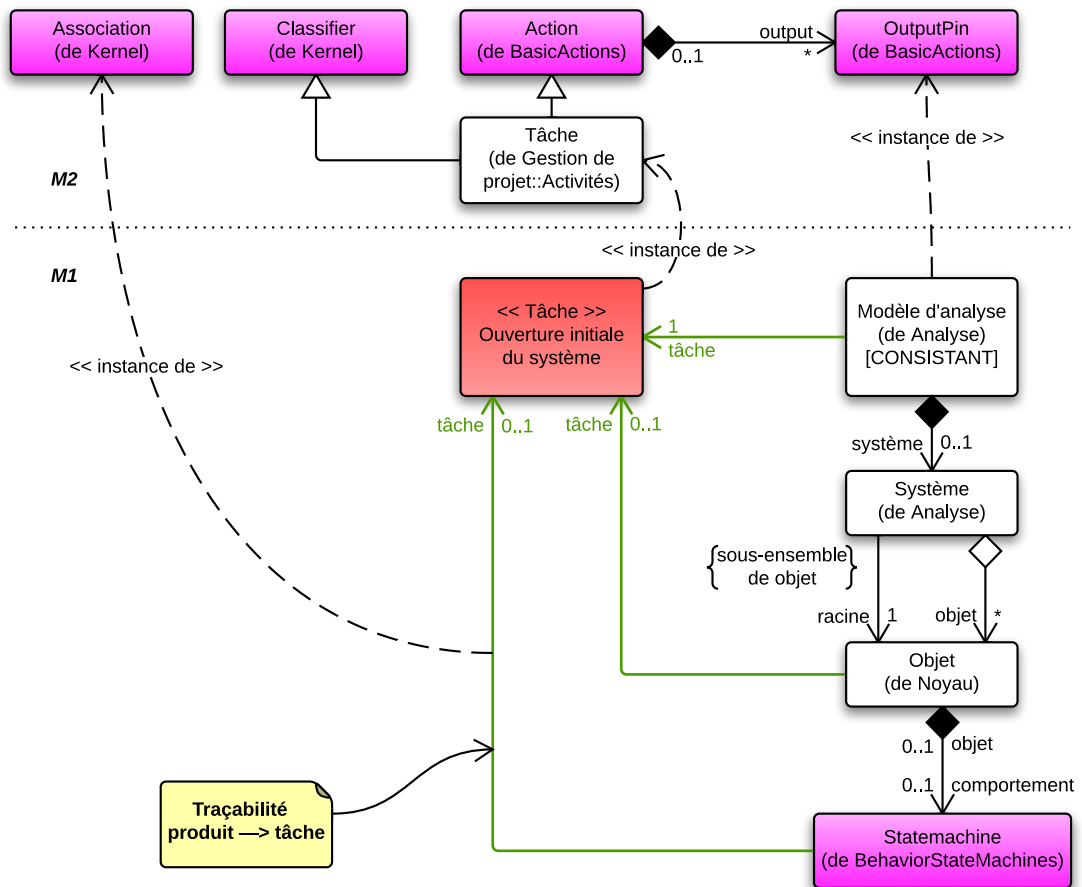 Association
(de Kernel)
Classifier
(de Kernel)
Action
(de BasicActions)
output
0..1
*
OutputPin
(de BasicActions)
<< instance de >>
Tâche
(de Gestion de
projet::Activités)
M2
<< instance de >>
M1
<< Tâche >>
Ouverture initiale
du système
1
tâche
Modèle d'analyse
(de Analyse)
[CONSISTANT]
<< instance de >>
tâche
0..1
tâche
0..1
système
0..1
Système
(de Analyse)
{sous-ensemble
de objet}
racine
1
objet
*
Objet
(de Noyau)
0..1
objet
0..1
comportement
Traçabilité
produit —> tâche
Statemachine
(de BehaviorStateMachines)